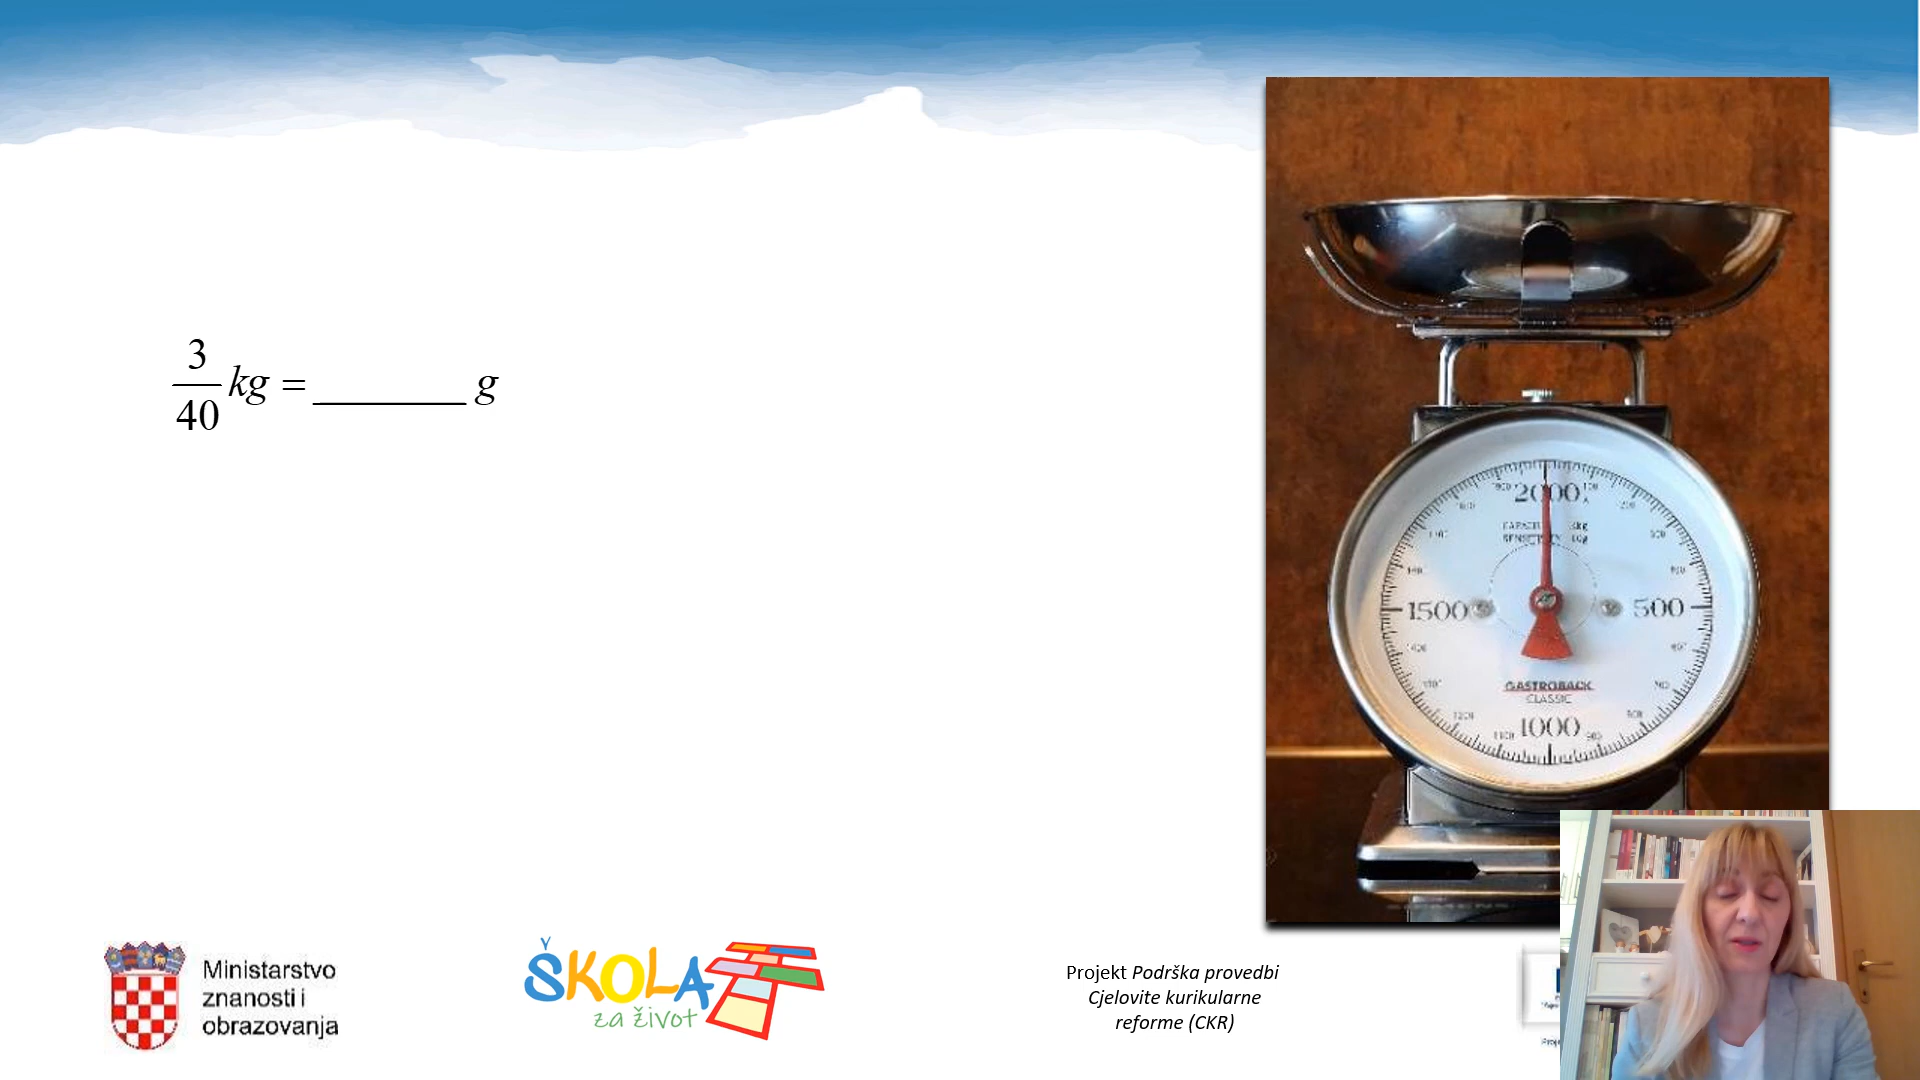 3/40 kg = _______ g
2000
1500
500
GASTROBACK
CLASSIC
1000
Ministarstvo
znanosti i
obrazovanja
ŠKOLA
za život
Projekt Podrška provedbi
Cjelovite kurikularne
reforme (CKR)